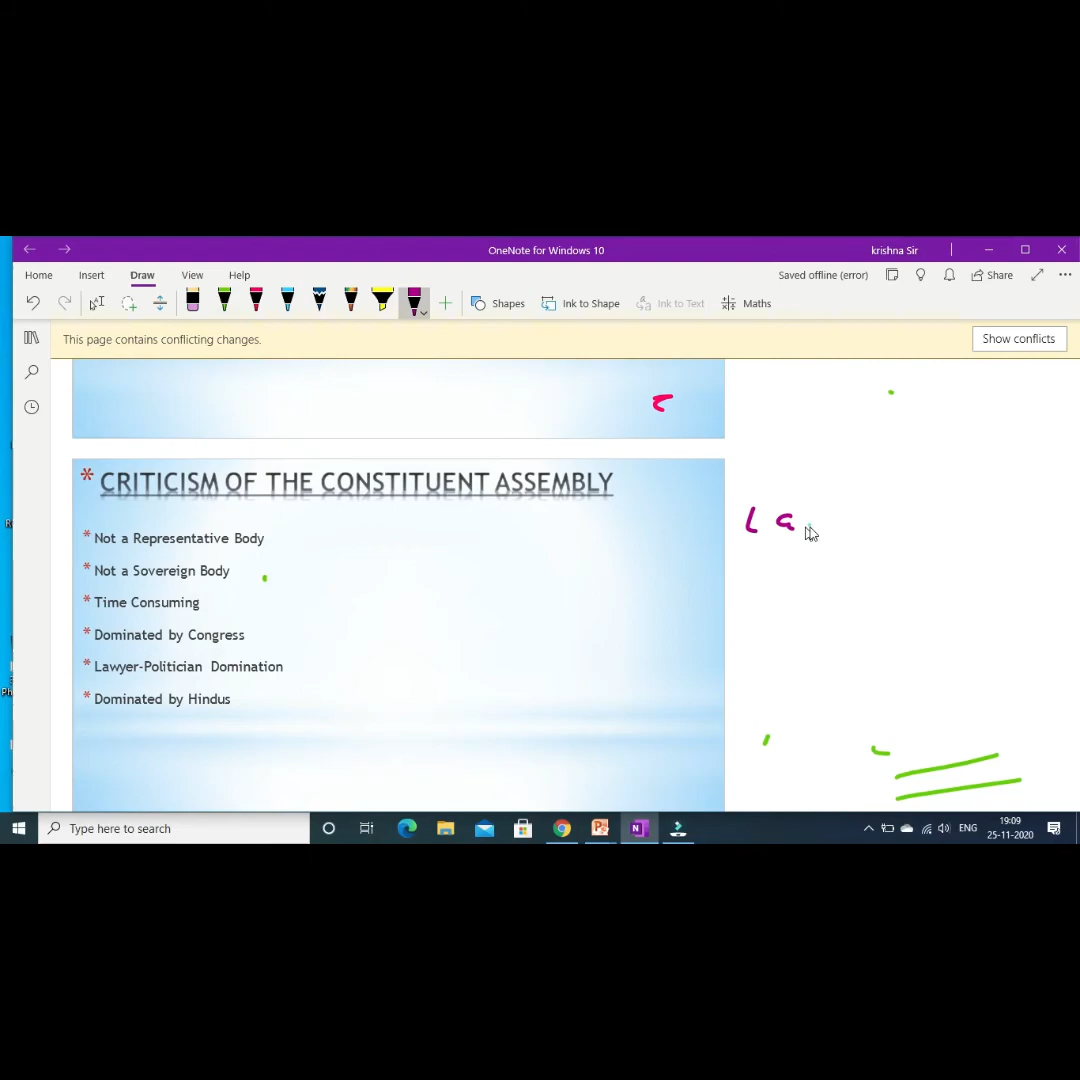 OneNote for Windows 10
krishna Sir
Home Insert Draw View Help
Saved offline (error) Share
Shapes Ink to Shape Ink to Text Maths
This page contains conflicting changes.
Show conflicts
* CRITICISM OF THE CONSTITUENT ASSEMBLY
* Not a Representative Body
* Not a Sovereign Body
* Time Consuming
* Dominated by Congress
* Lawyer-Politician Domination
* Dominated by Hindus
La
Type here to search
ENG
19:09
25-11-2020